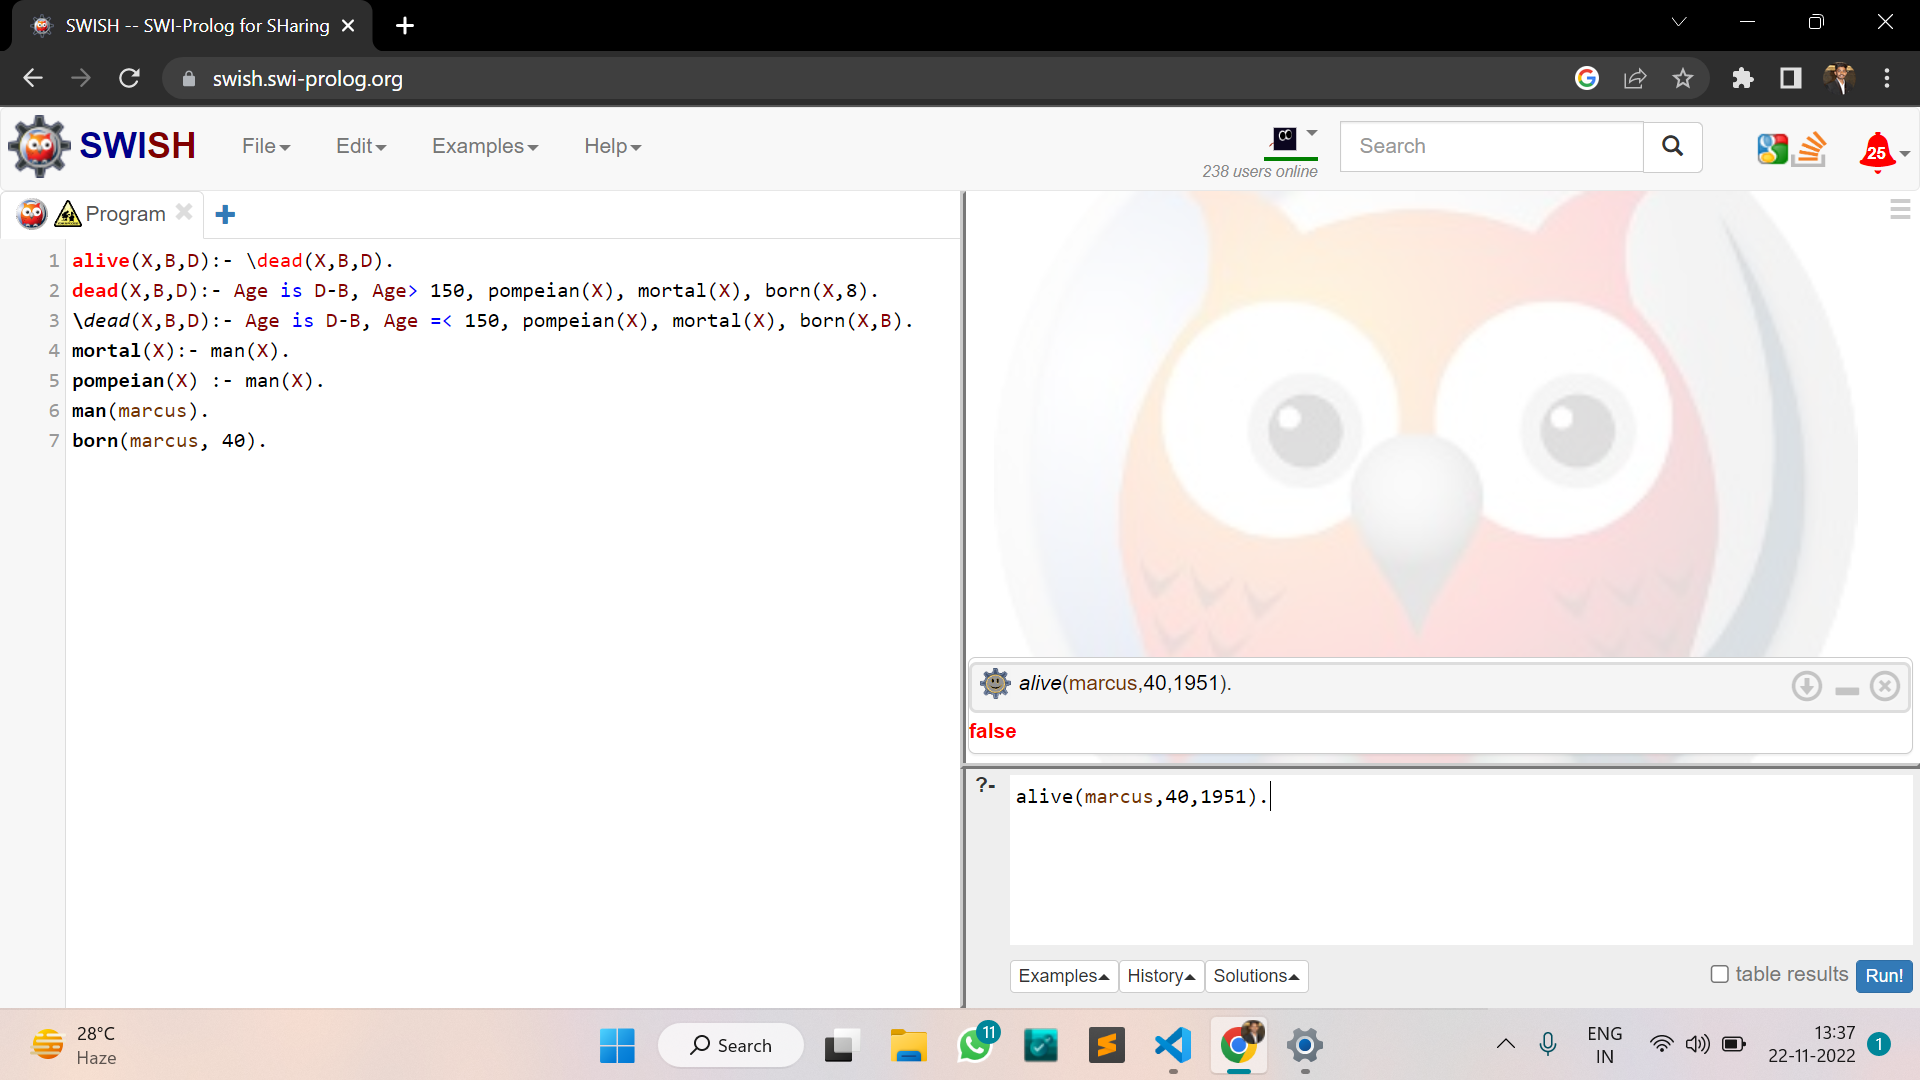 SWISH -- SWI-Prolog for SHaring
swish.swi-prolog.org
SWISH
File
Edit
Examples
Help
238 users online
Search
25
Program
1 alive(X,B,D):- \dead(X,B,D).
2 dead(X,B,D):- Age is D-B, Age> 150, pompeian(X), mortal(X), born(X,8).
3 \dead(X,B,D):- Age is D-B, Age =< 150, pompeian(X), mortal(X), born(X,B).
4 mortal(X):- man(X).
5 pompeian(X) :- man(X).
6 man(marcus).
7 born(marcus, 40).
alive(marcus,40,1951).
false
?- alive(marcus,40,1951).
Examples History Solutions
table results Run!
28°C
Haze
Search
11
ENG
IN
13:37
22-11-2022
1